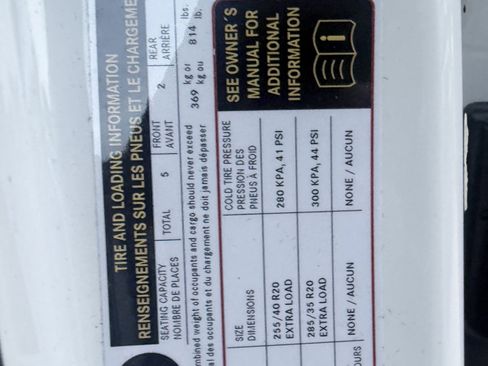 TIRE AND LOADING INFORMATION
RENSEIGNEMENTS SUR LES PNEUS ET LE CHARGEME
SEATING CAPACITY
NOMBRE DE PLACES
TOTAL 5
FRONT
AVANT
2
REAR
ARRIÈRE
mbined weight of occupants and cargo should never exceed
al des occupants et du chargement ne doit jamais dépasser
369 kg or
kg ou
814 lbs.
lb.
SIZE
DIMENSIONS
COLD TIRE PRESSURE
PRESSION DES
PNEUS À FROID
255/40 R20
EXTRA LOAD
280 KPA, 41 PSI
285/35 R20
EXTRA LOAD
300 KPA, 44 PSI
OURS
NONE / AUCUN
NONE / AUCUN
SEE OWNER'S
MANUAL FOR
ADDITIONAL
INFORMATION